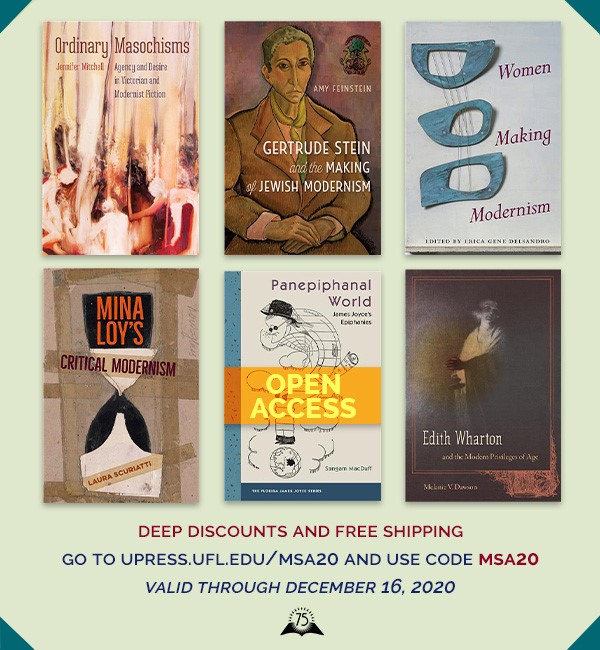 Ordinary Masochisms
Jennifer Mitchell
Agency and Desire
in Victorian and
Modernist Fiction
AMY FEINSTEIN
GERTRUDE STEIN
and the MAKING
of JEWISH MODERNISM
Women
Making
Modernism
EDITED BY ERICA GENE DELSANDRO
MINA
LOY'S
CRITICAL MODERNISM
LAURA SCURIATTI
Panepiphanal
World
James Joyce's
Epiphanies
OPEN
ACCESS
Sangam MacDuff
THE FLORIDA JAMES JOYCE SERIES
Edith Wharton
and the Modern Privileges of Age
Melanie V. Dawson
DEEP DISCOUNTS AND FREE SHIPPING
GO TO UPRESS.UFL.EDU/MSA20 AND USE CODE MSA20
VALID THROUGH DECEMBER 16, 2020
75